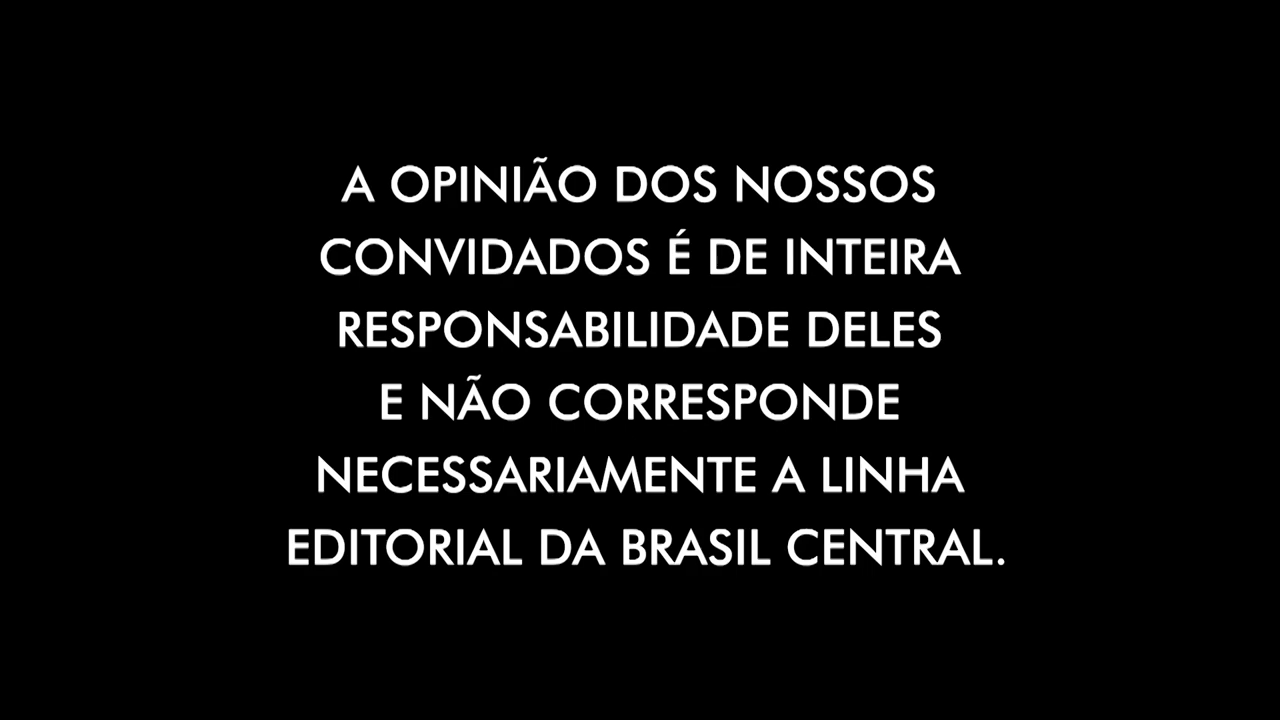 A OPINIÃO DOS NOSSOS
CONVIDADOS É DE INTEIRA
RESPONSABILIDADE DELES
E NÃO CORRESPONDE
NECESSARIAMENTE A LINHA
EDITORIAL DA BRASIL CENTRAL.